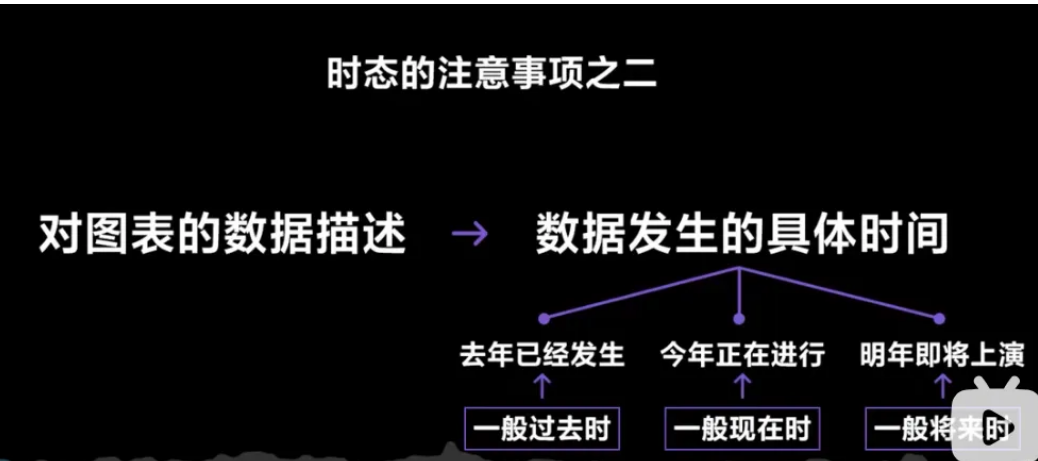 时态的注意事项之二
对图表的数据描述 → 数据发生的具体时间
去年已经发生 今年正在进行 明年即将上演
一般过去时 一般现在时 一般将来时